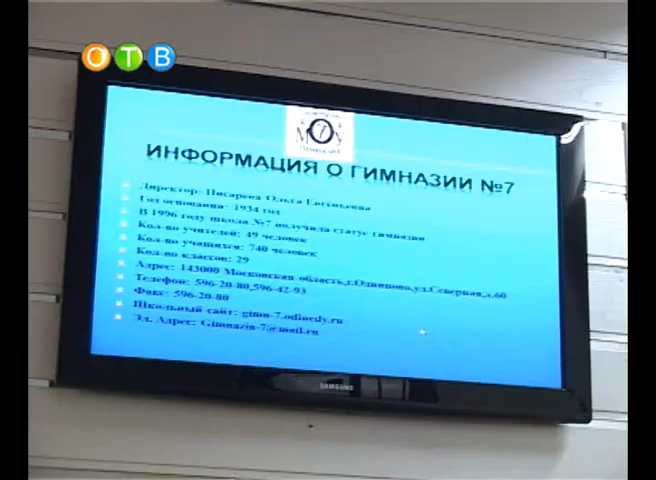 ОТВ
МОУ
ИНФОРМАЦИЯ О ГИМНАЗИИ №7
Директор: Писарева Ольга Евгеньевна
Год основания: 1934 год
В 1996 году школа №7 получила статус гимназии
Кол-во учителей: 49 человек
Кол-во учащихся: 740 человек
Кол-во классов: 29
Адрес: 143000 Московская область,г.Одинцово,ул.Северная,д.60
Телефон: 596-20-80,596-42-93
Факс: 596-20-80
Школьный сайт: gimn-7.odinedu.ru
Эл. Адрес: Gimnazia-7@mail.ru
SAMSUNG